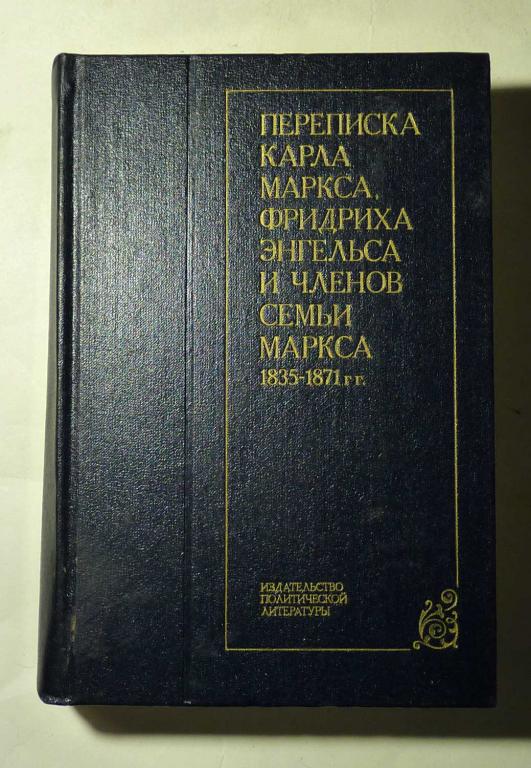 ПЕРЕПИСКА
КАРЛА
МАРКСА,
ФРИДРИХА
ЭНГЕЛЬСА
И ЧЛЕНОВ
СЕМЬИ
МАРКСА
1835-1871 г г.
ИЗДАТЕЛЬСТВО
ПОЛИТИЧЕСКОЙ
ЛИТЕРАТУРЫ